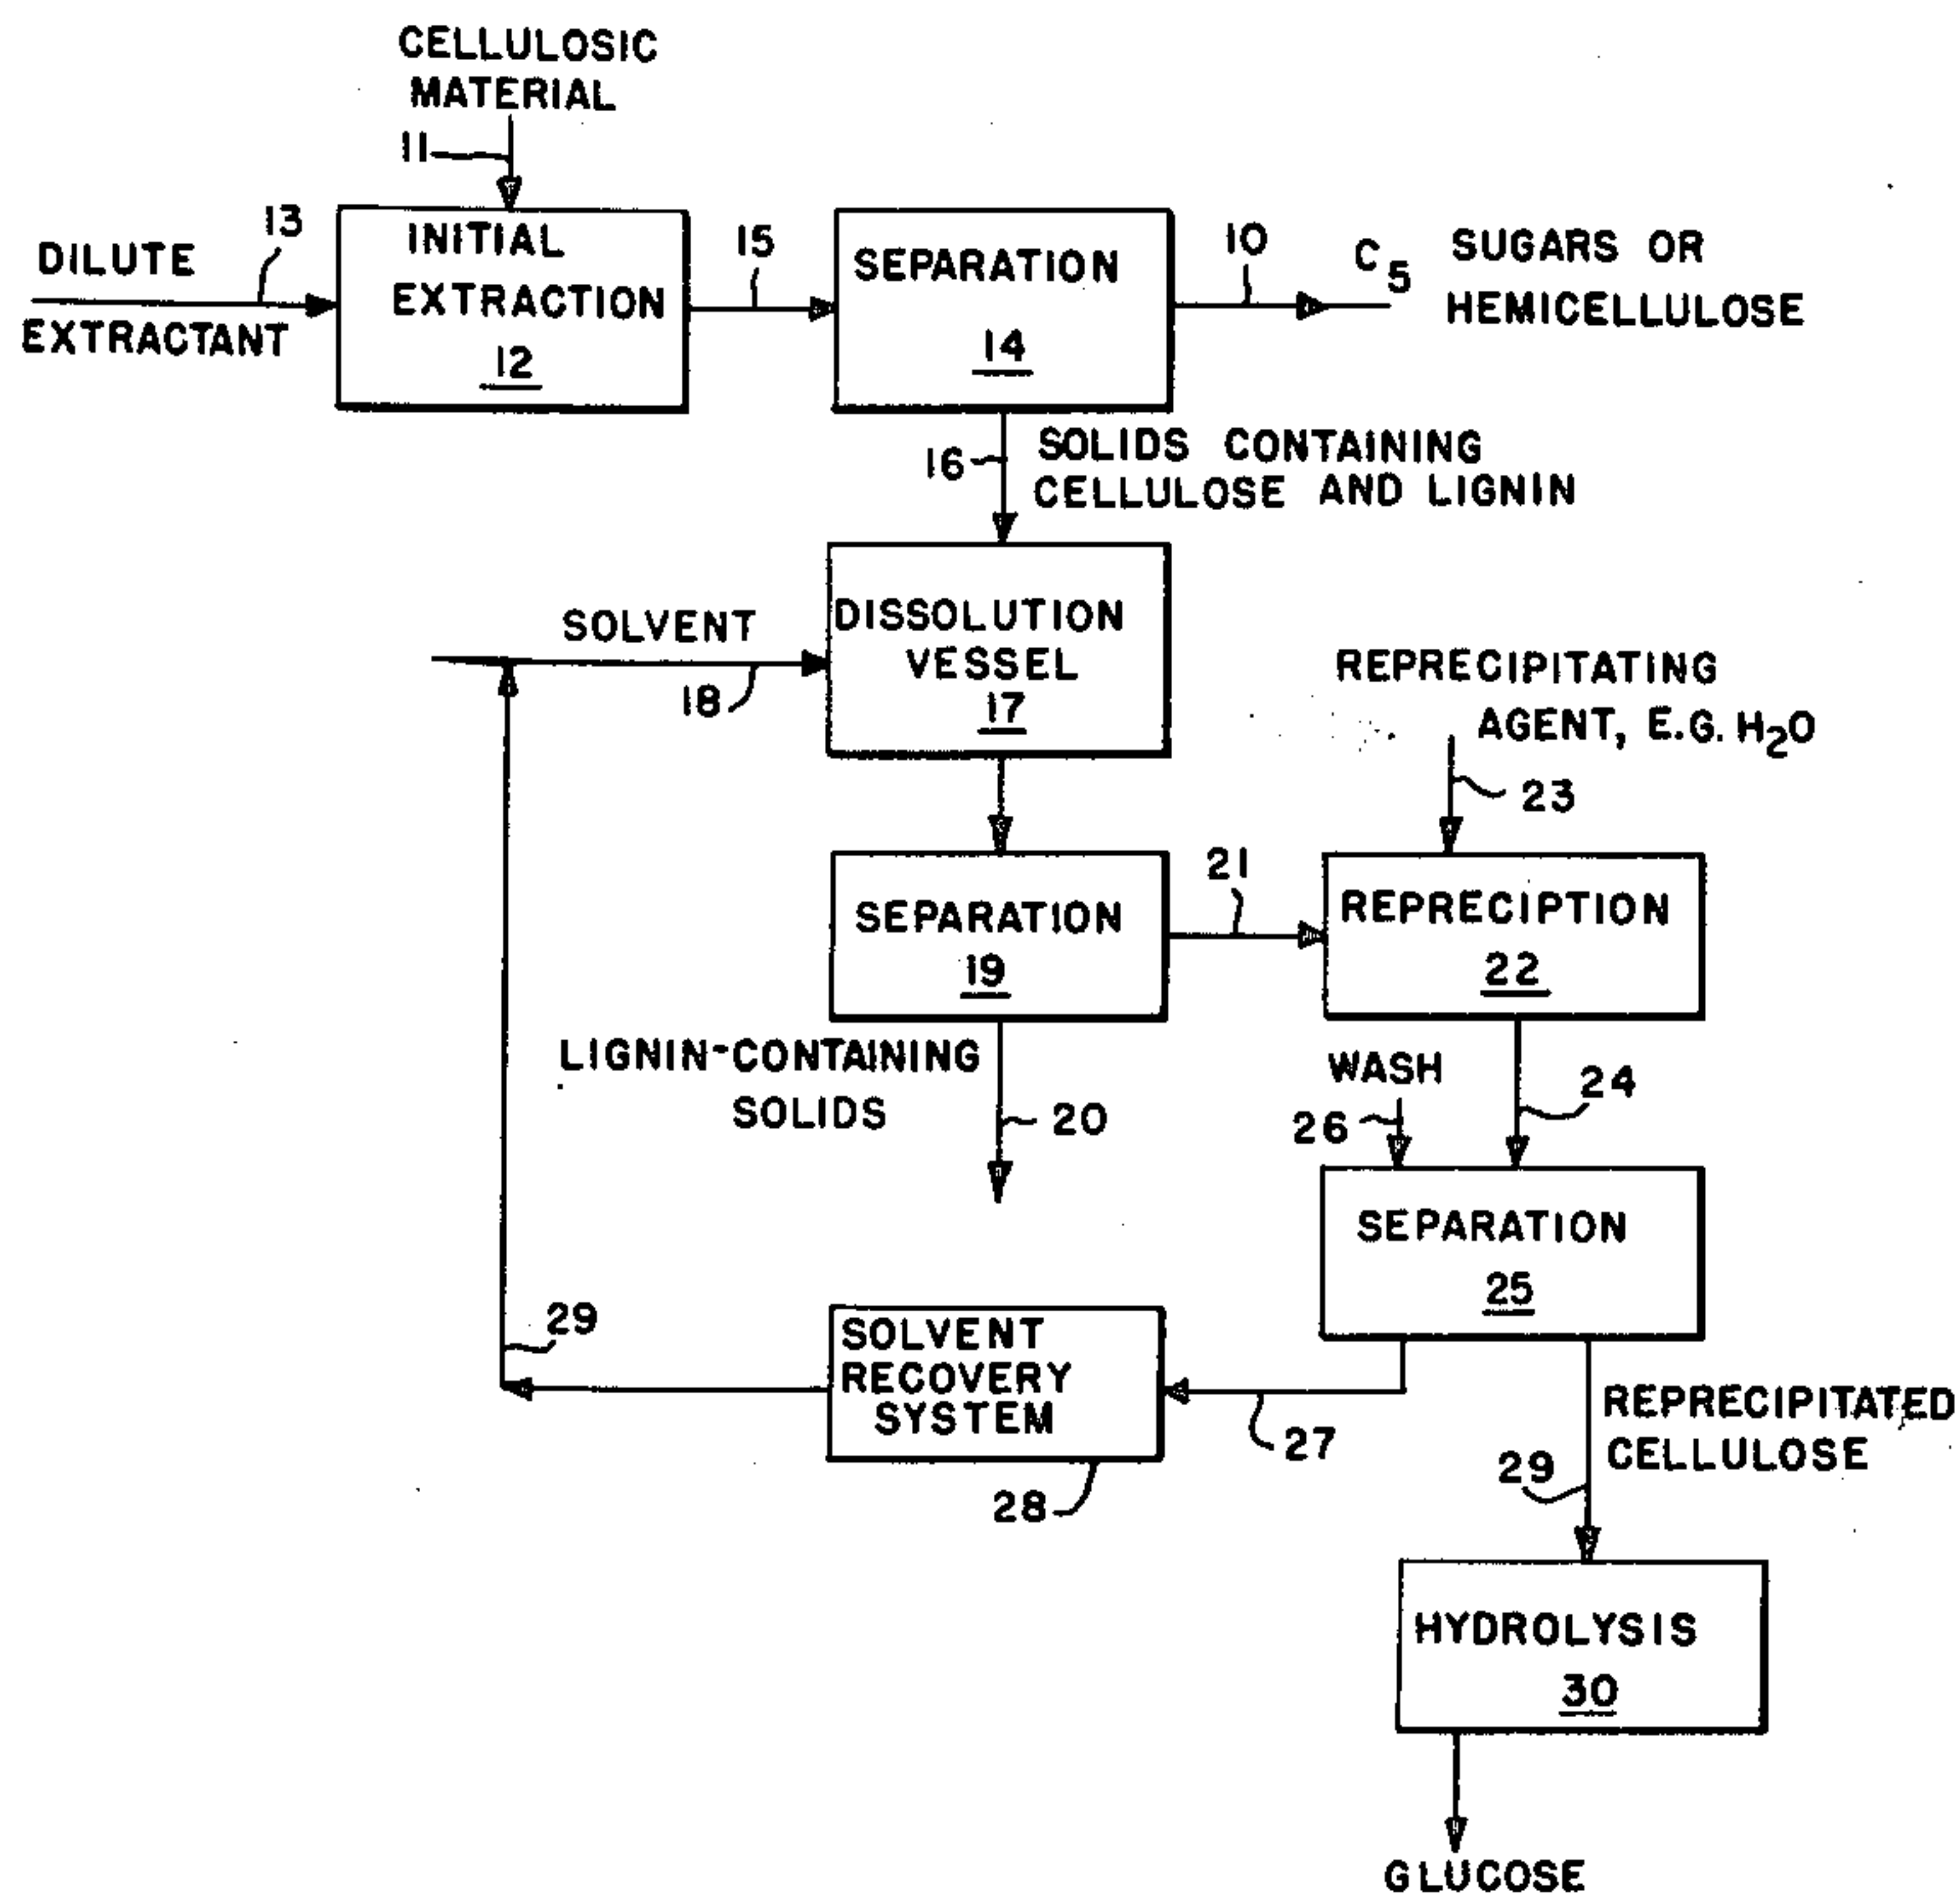 CELLULOSIC
MATERIAL
11
13
DILUTE
EXTRACTANT
INITIAL
EXTRACTION
12
15
SEPARATION
14
10
C5 SUGARS OR
HEMICELLULOSE
16
SOLIDS CONTAINING
CELLULOSE AND LIGNIN
SOLVENT
18
DISSOLUTION
VESSEL
17
REPRECIPITATING
AGENT, E.G. H2O
23
SEPARATION
19
21
REPRECIPTION
22
LIGNIN-CONTAINING
SOLIDS
20
WASH
26
24
SEPARATION
25
29
SOLVENT
RECOVERY
SYSTEM
28
27
REPRECIPITATED
CELLULOSE
29
HYDROLYSIS
30
GLUCOSE